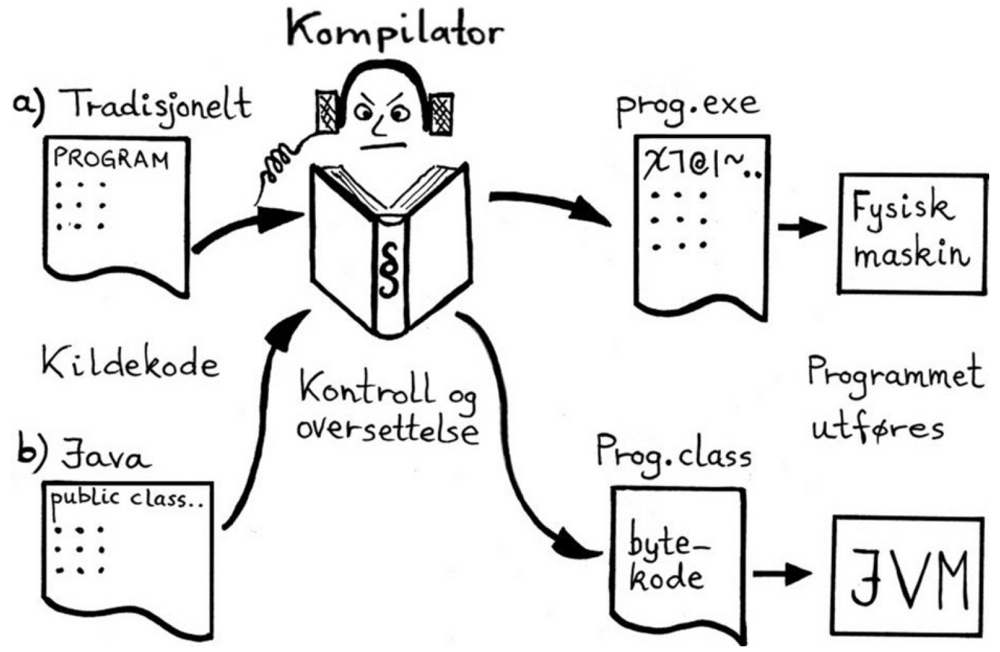 Kompilator
a) Tradisjonelt
PROGRAM
§
prog.exe
Fysisk
maskin
Kildekode
Kontroll og
oversettelse
Programmet
utføres
b) Java
public class..
Prog.class
byte-
kode
JVM